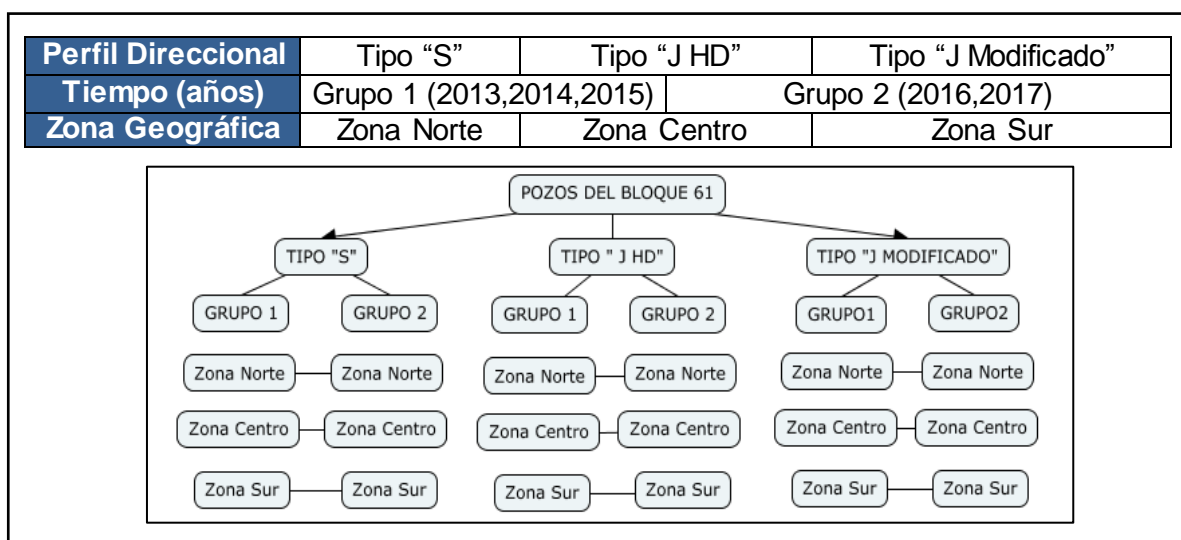 Perfil Direccional Tipo “S” Tipo “J HD” Tipo “J Modificado”
Tiempo (años) Grupo 1 (2013,2014,2015) Grupo 2 (2016,2017)
Zona Geográfica Zona Norte Zona Centro Zona Sur
POZOS DEL BLOQUE 61
TIPO "S" TIPO " J HD" TIPO "J MODIFICADO"
GRUPO 1 GRUPO 2 GRUPO 1 GRUPO 2 GRUPO1 GRUPO2
Zona Norte Zona Norte Zona Norte Zona Norte Zona Norte Zona Norte
Zona Centro Zona Centro Zona Centro Zona Centro Zona Centro Zona Centro
Zona Sur Zona Sur Zona Sur Zona Sur Zona Sur Zona Sur